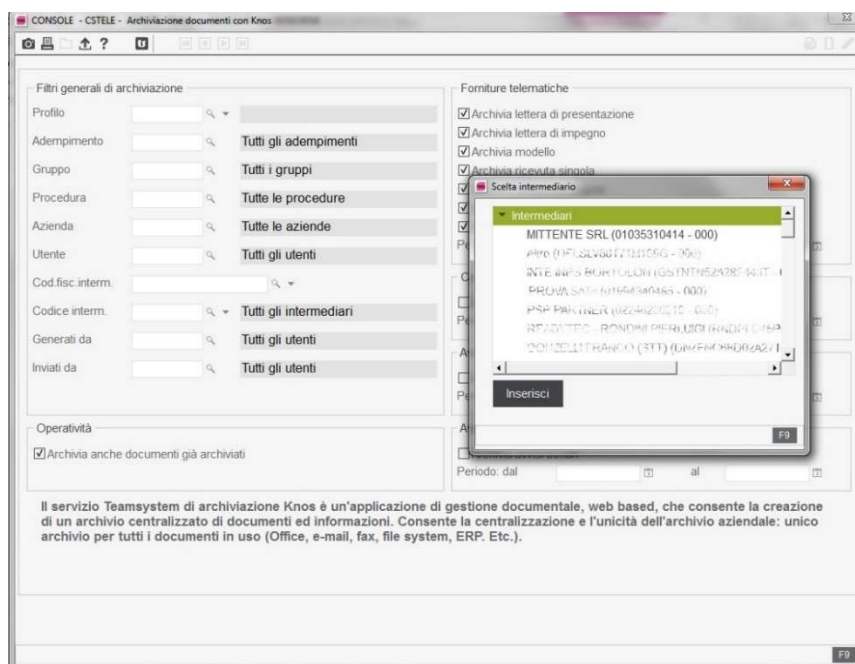 CONSOLE - CSTELE - Archiviazione documenti con Knos
Filtri generali di archiviazione
Profilo
Adempimento Tutti gli adempimenti
Gruppo Tutti i gruppi
Procedura Tutte le procedure
Azienda Tutte le aziende
Utente Tutti gli utenti
Cod.fisc.interm.
Codice interm. Tutti gli intermediari
Generati da Tutti gli utenti
Inviati da Tutti gli utenti
Operatività
Archivia anche documenti già archiviati
Forniture telematiche
Archivia lettera di presentazione
Archivia lettera di impegno
Archivia modello
Archivia ricevuta singola
Scelta intermediario
Intermediari
MITTENTE SRL (01035310414 - 000)
Inserisci
F9
Periodo: dal al
Il servizio Teamsystem di archiviazione Knos è un'applicazione di gestione documentale, web based, che consente la creazione
di un archivio centralizzato di documenti ed informazioni. Consente la centralizzazione e l'unicità dell'archivio aziendale: unico
archivio per tutti i documenti in uso (Office, e-mail, fax, file system, ERP. Etc.).
F9